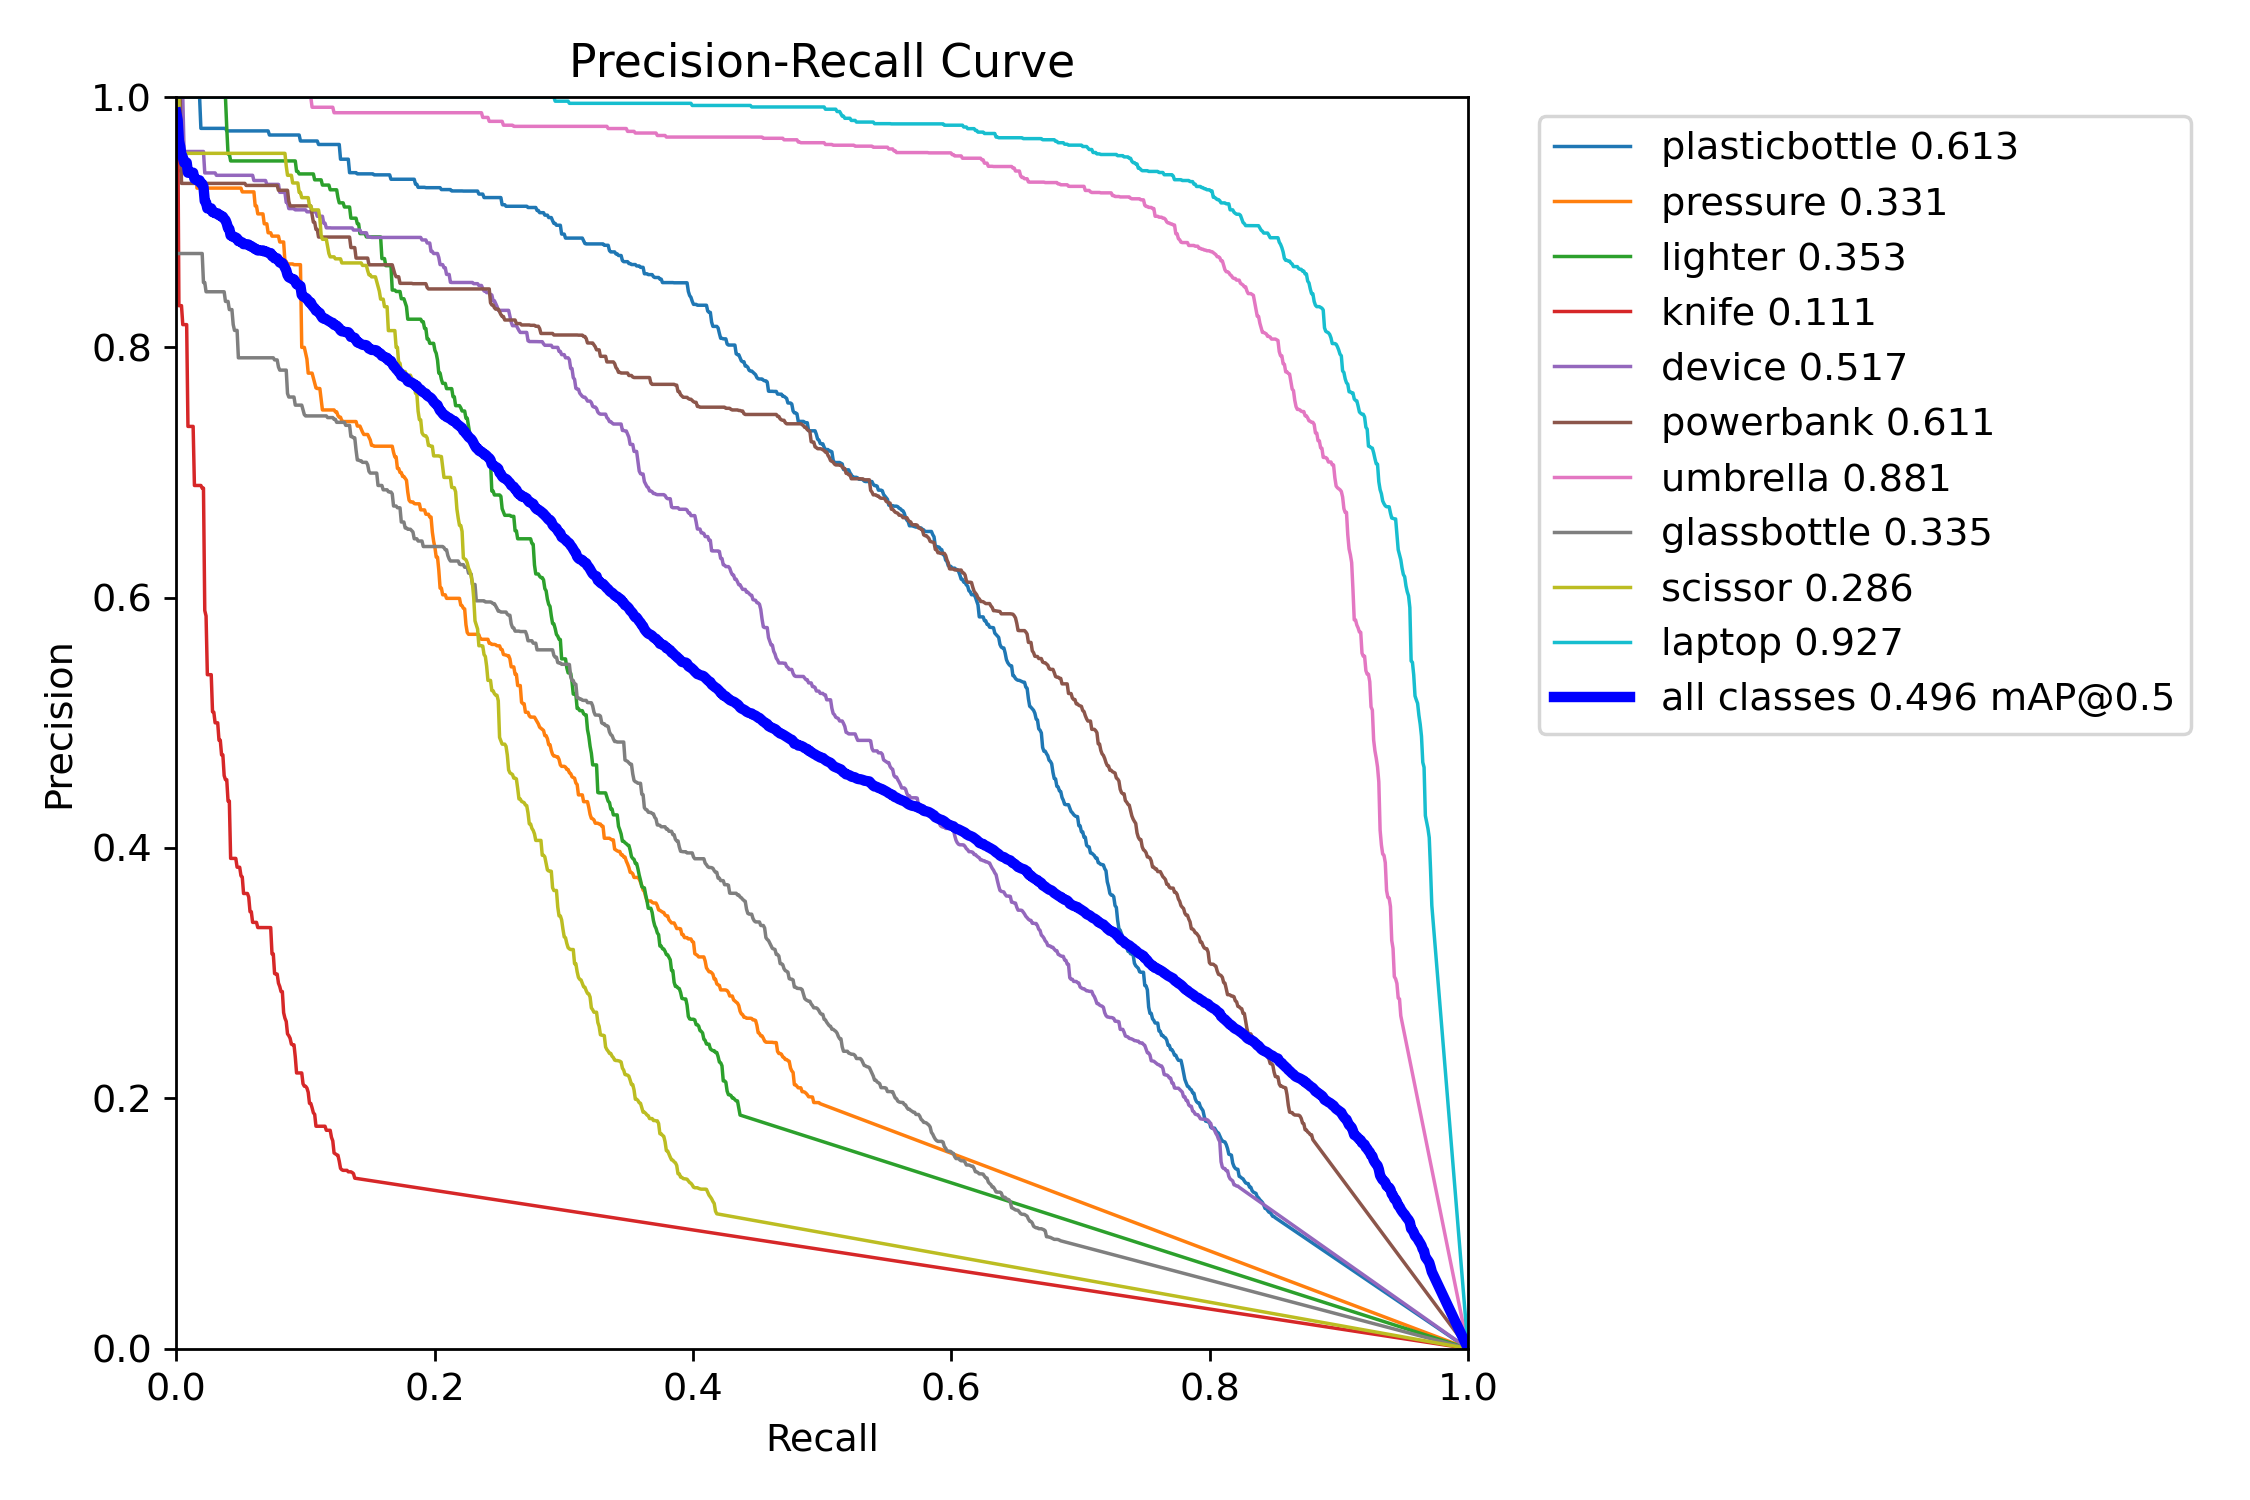 Precision-Recall Curve
1.0
0.8
0.6
0.4
0.2
0.0
Precision
0.0 0.2 0.4 0.6 0.8 1.0
Recall
plasticbottle 0.613
pressure 0.331
lighter 0.353
knife 0.111
device 0.517
powerbank 0.611
umbrella 0.881
glassbottle 0.335
scissor 0.286
laptop 0.927
all classes 0.496 mAP@0.5